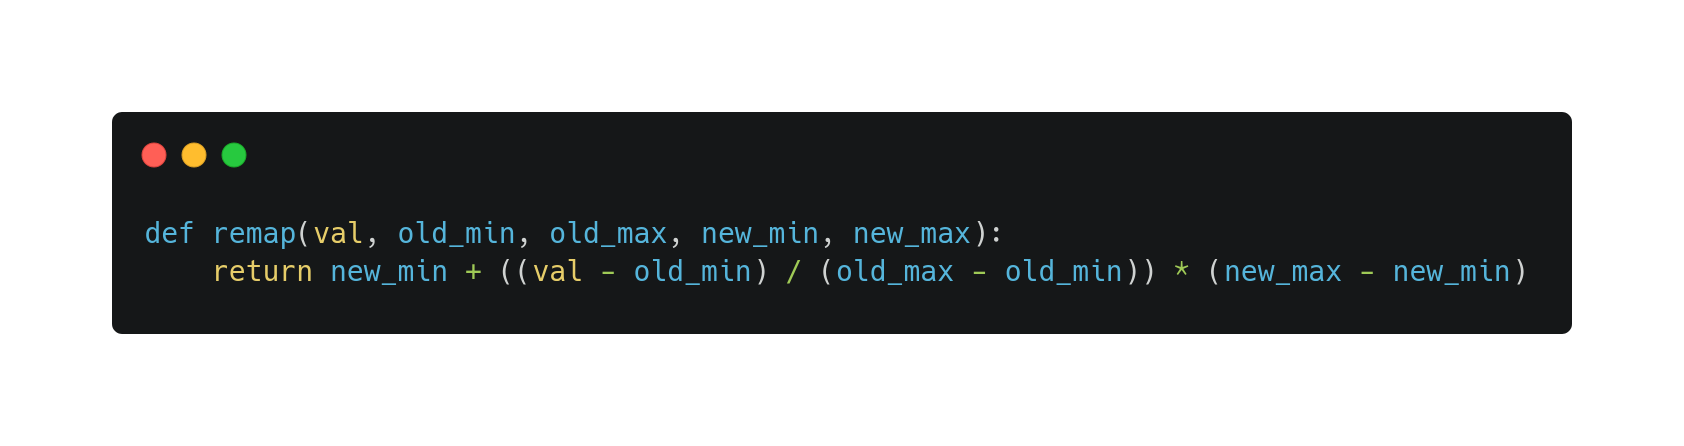 def remap(val, old_min, old_max, new_min, new_max):
    return new_min + ((val - old_min) / (old_max - old_min)) * (new_max - new_min)